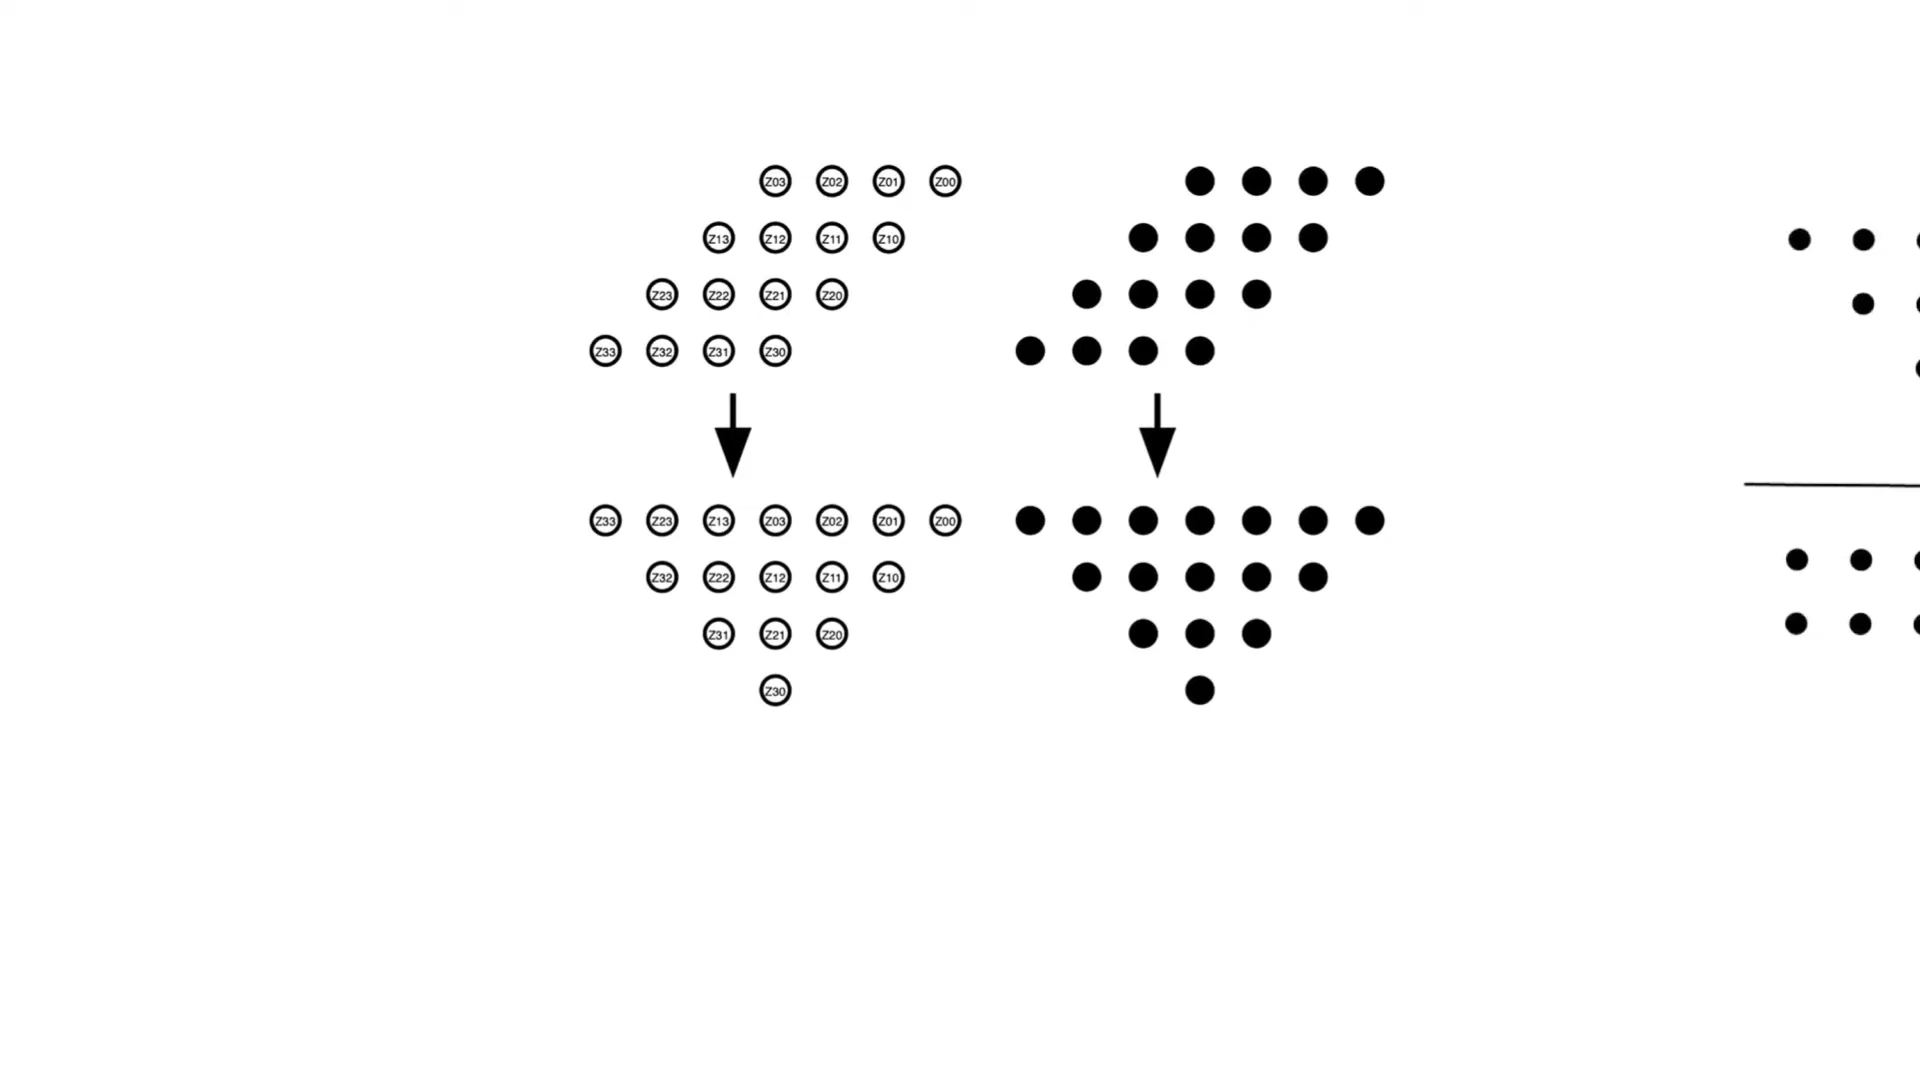 Z03 Z02 Z01 Z00
Z13 Z12 Z11 Z10
Z23 Z22 Z21 Z20
Z33 Z32 Z31 Z30
Z33 Z23 Z13 Z03 Z02 Z01 Z00
Z32 Z22 Z12 Z11 Z10
Z31 Z21 Z20
Z30